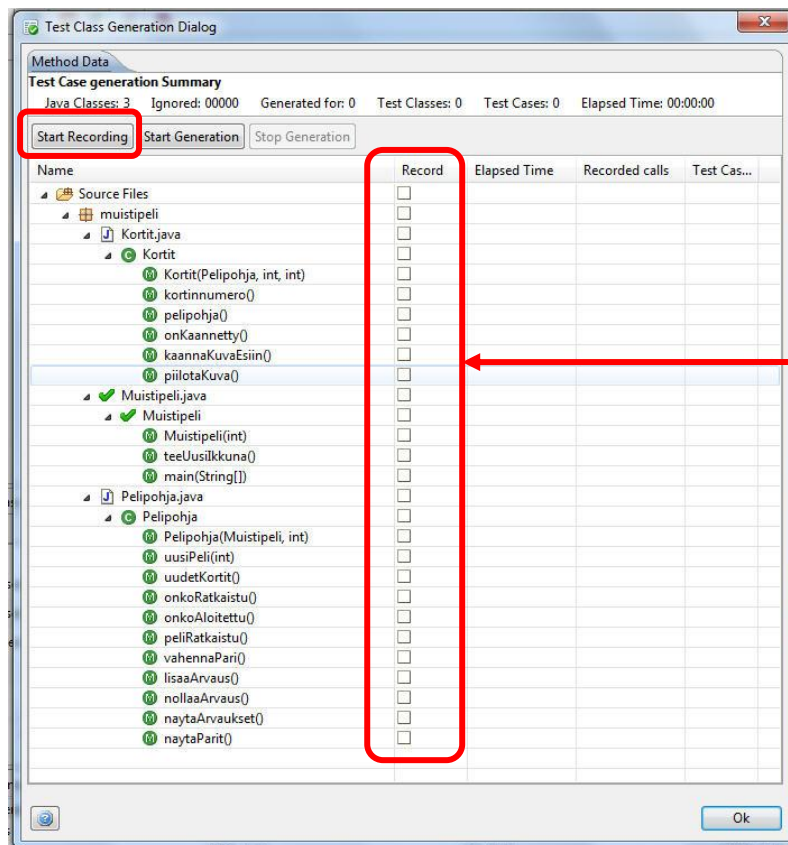 Test Class Generation Dialog
Method Data
Test Case generation Summary
Java Classes: 3 Ignored: 00000 Generated for: 0 Test Classes: 0 Test Cases: 0 Elapsed Time: 00:00:00
Start Recording Start Generation Stop Generation
Name Record Elapsed Time Recorded calls Test Cas...
Source Files
muistipeli
Kortit.java
Kortit
Kortit(Pelipohja, int, int)
kortinnumero()
pelipohja()
onKaannetty()
kaannaKuvaEsiin()
piilotaKuva()
Muistipeli.java
Muistipeli
Muistipeli(int)
teeUusiIkkuna()
main(String[])
Pelipohja.java
Pelipohja
Pelipohja(Muistipeli, int)
uusiPeli(int)
uudetKortit()
onkoRatkaistu()
onkoAloitettu()
peliRatkaistu()
vahennaPari()
lisaaArvaus()
nollaaArvaus()
naytaArvaukset()
naytaParit()
Ok